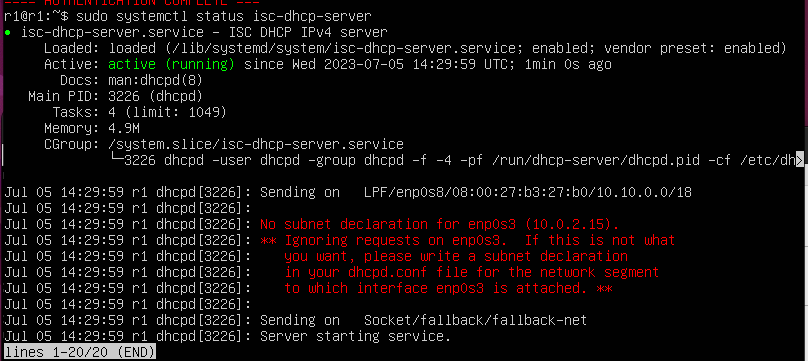 ---- AUTHENTICATION COMPLETE ---
r1@r1:~$ sudo systemctl status isc-dhcp-server
● isc-dhcp-server.service - ISC DHCP IPv4 server
     Loaded: loaded (/lib/systemd/system/isc-dhcp-server.service; enabled; vendor preset: enabled)
     Active: active (running) since Wed 2023-07-05 14:29:59 UTC; 1min 0s ago
       Docs: man:dhcpd(8)
   Main PID: 3226 (dhcpd)
      Tasks: 4 (limit: 1049)
     Memory: 4.9M
     CGroup: /system.slice/isc-dhcp-server.service
             └─3226 dhcpd -user dhcpd -group dhcpd -f -4 -pf /run/dhcp-server/dhcpd.pid -cf /etc/dh>
Jul 05 14:29:59 r1 dhcpd[3226]: Sending on   LPF/enp0s8/08:00:27:b3:27:b0/10.10.0.0/18
Jul 05 14:29:59 r1 dhcpd[3226]:
Jul 05 14:29:59 r1 dhcpd[3226]: No subnet declaration for enp0s3 (10.0.2.15).
Jul 05 14:29:59 r1 dhcpd[3226]: ** Ignoring requests on enp0s3.  If this is not what
Jul 05 14:29:59 r1 dhcpd[3226]:    you want, please write a subnet declaration
Jul 05 14:29:59 r1 dhcpd[3226]:    in your dhcpd.conf file for the network segment
Jul 05 14:29:59 r1 dhcpd[3226]:    to which interface enp0s3 is attached. **
Jul 05 14:29:59 r1 dhcpd[3226]:
Jul 05 14:29:59 r1 dhcpd[3226]: Sending on   Socket/fallback/fallback-net
Jul 05 14:29:59 r1 dhcpd[3226]: Server starting service.
lines 1-20/20 (END)